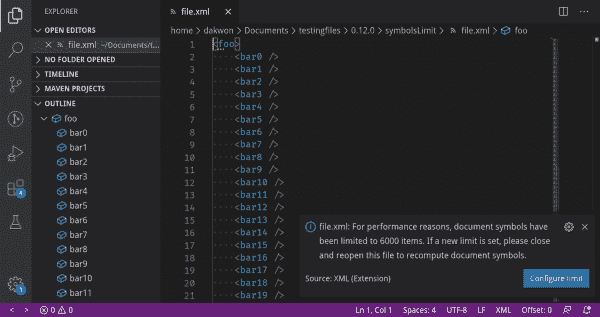 EXPLORER
OPEN EDITORS
file.xml ~/Documents/t...
NO FOLDER OPENED
TIMELINE
MAVEN PROJECTS
OUTLINE
foo
bar0
bar1
bar2
bar3
bar4
bar5
bar6
bar7
bar8
bar9
bar10
bar11
file.xml
home › dakwon › Documents › testingfiles › 0.12.0 › symbolsLimit › file.xml › foo
1 <foo>
2 <bar0 />
3 <bar1 />
4 <bar2 />
5 <bar3 />
6 <bar4 />
7 <bar5 />
8 <bar6 />
9 <bar7 />
10 <bar8 />
11 <bar9 />
12 <bar10 />
13 <bar11 />
14 <bar12 />
15 <bar13 />
16 <bar14 />
17 <bar15 />
18 <bar16 />
19 <bar17 />
20 <bar18 />
21 <bar19 />
file.xml: For performance reasons, document symbols have
been limited to 6000 items. If a new limit is set, please close
and reopen this file to recompute document symbols.
Source: XML (Extension)
Configure limit
0 0 Ln 1, Col 1 Spaces: 4 UTF-8 LF XML Offset: 0